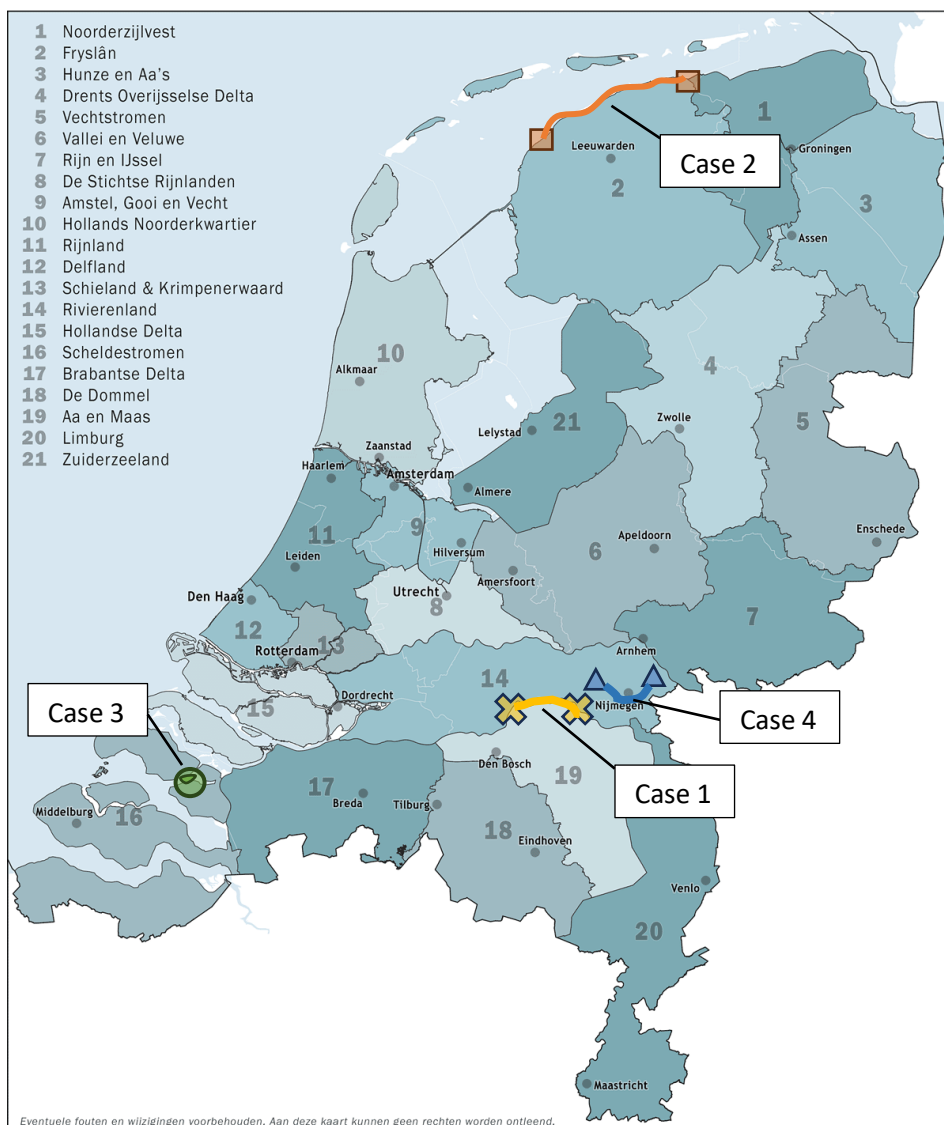 1 Noorderzijlvest
2 Fryslân
3 Hunze en Aa's
4 Drents Overijsselse Delta
5 Vechtstromen
6 Vallei en Veluwe
7 Rijn en IJssel
8 De Stichtse Rijnlanden
9 Amstel, Gooi en Vecht
10 Hollands Noorderkwartier
11 Rijnland
12 Delfland
13 Schieland & Krimpenerwaard
14 Rivierenland
15 Hollandse Delta
16 Scheldestromen
17 Brabantse Delta
18 De Dommel
19 Aa en Maas
20 Limburg
21 Zuiderzeeland
1
Leeuwarden
Groningen
Case 2
2
3
Assen
10
Alkmaar
4
Zwolle
5
Lelystad
21
Zaanstad
Haarlem
Amsterdam
Almere
9
Enschede
11
Hilversum
6
Apeldoorn
Leiden
Amersfoort
Den Haag
Utrecht
8
7
12
13
Rotterdam
Arnhem
14
Dordrecht
Nijmegen
15
Case 3
Case 4
Den Bosch
19
Case 1
17
Breda
Tilburg
Middelburg
16
18
Eindhoven
Venlo
20
Maastricht
Eventuele fouten en wijzigingen voorbehouden. Aan deze kaart kunnen geen rechten worden ontleend.